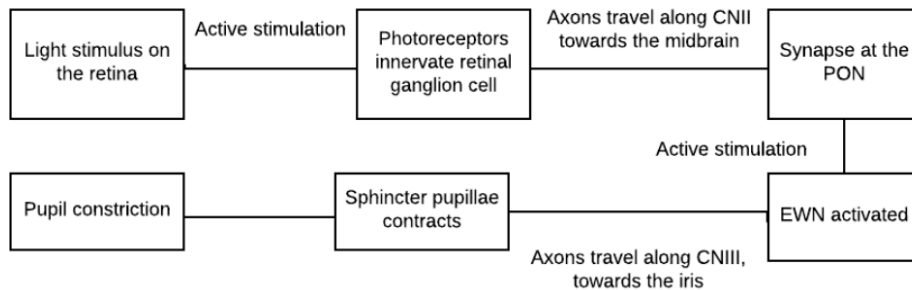 Light stimulus on
the retina
Active stimulation
Photoreceptors
innervate retinal
ganglion cell
Axons travel along CNII
towards the midbrain
Synapse at the
PON
Active stimulation
EWN activated
Axons travel along CNIII,
towards the iris
Sphincter pupillae
contracts
Pupil constriction